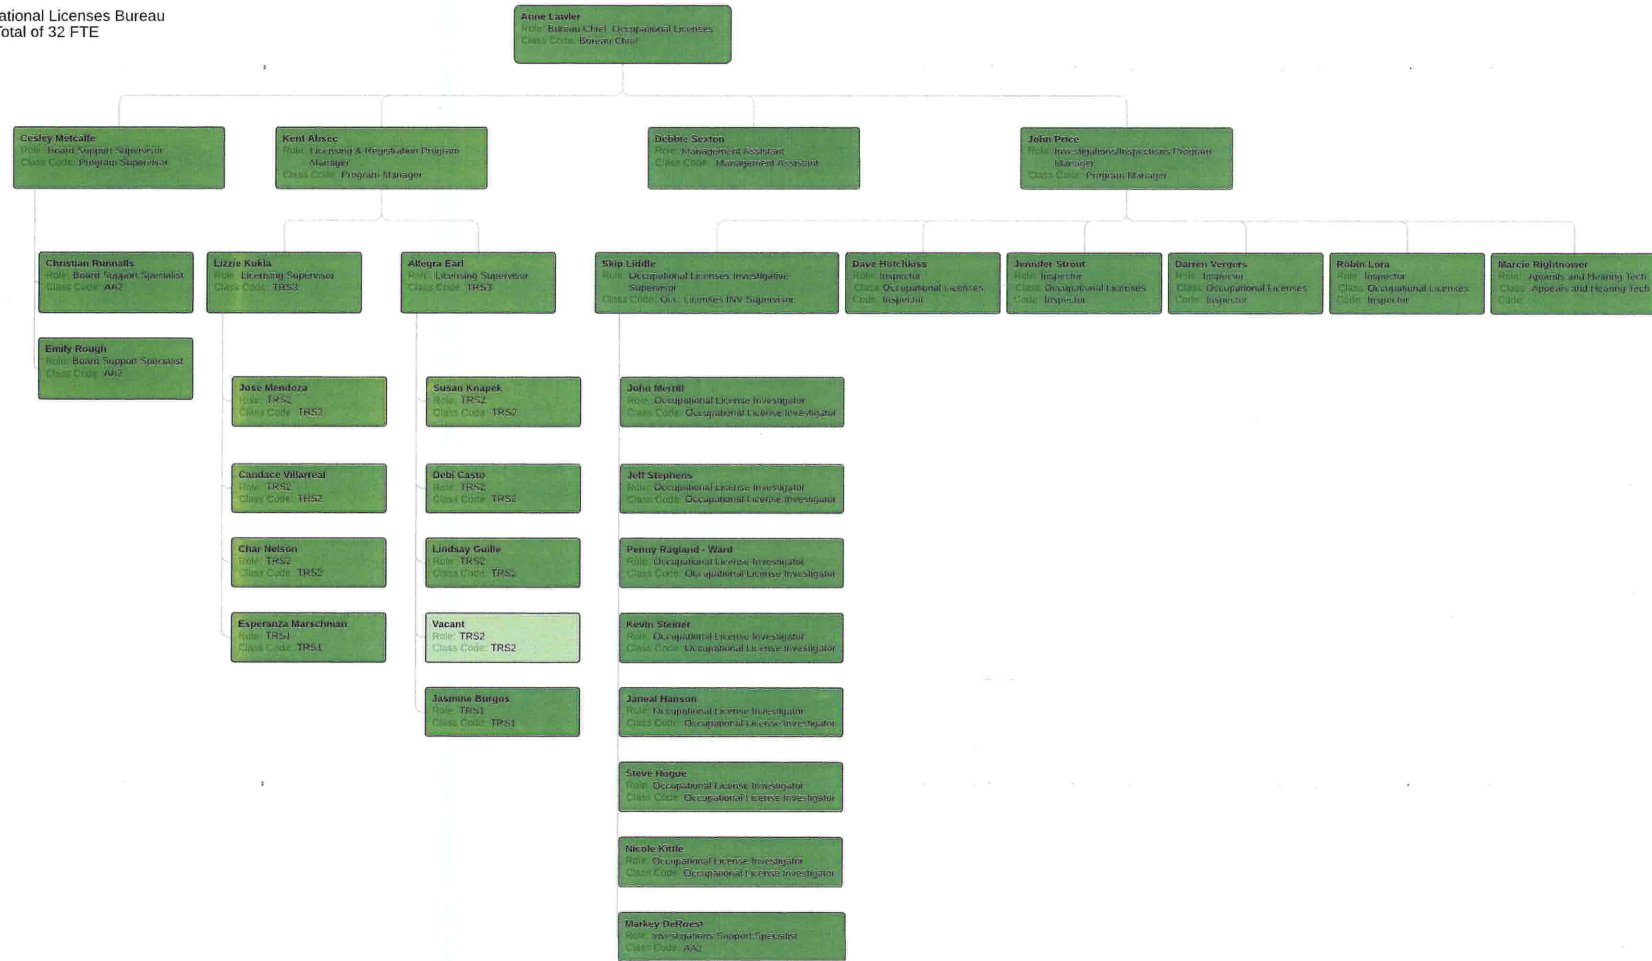 ational Licenses Bureau
Total of 32 FTE
Anne Lawler
Role: Bureau Chief, Occupational Licenses
Class Code: Bureau Chief
Cesley Metcalfe
Role: Board Support Supervisor
Class Code: Program Supervisor
Kent Absec
Role: Licensing & Registration Program
Manager
Class Code: Program Manager
Debbie Sexton
Role: Management Assistant
Class Code: Management Assistant
John Price
Role: Investigations/Inspections Program
Manager
Class Code: Program Manager
Christian Runnalls
Role: Board Support Specialist
Class Code: AA2
Emily Rough
Role: Board Support Specialist
Class Code: AA2
Lizzie Kukla
Role: Licensing Supervisor
Class Code: TRS3
Jose Mendoza
Role: TRS2
Class Code: TRS2
Candace Villarreal
Role: TRS2
Class Code: TRS2
Char Nelson
Role: TRS2
Class Code: TRS2
Esperanza Marschman
Role: TRS1
Class Code: TRS1
Allegra Earl
Role: Licensing Supervisor
Class Code: TRS3
Susan Knapek
Role: TRS2
Class Code: TRS2
Debi Casto
Role: TRS2
Class Code: TRS2
Lindsay Guille
Role: TRS2
Class Code: TRS2
Vacant
Role: TRS2
Class Code: TRS2
Jasmine Burgos
Role: TRS1
Class Code: TRS1
Skip Liddle
Role: Occupational Licenses Investigative
Supervisor
Class Code: Occ. Licenses INV Supervisor
John Merrill
Role: Occupational License Investigator
Class Code: Occupational License Investigator
Jeff Stephens
Role: Occupational License Investigator
Class Code: Occupational License Investigator
Penny Ragland - Ward
Role: Occupational License Investigator
Class Code: Occupational License Investigator
Kevin Steiner
Role: Occupational License Investigator
Class Code: Occupational License Investigator
Janeal Hanson
Role: Occupational License Investigator
Class Code: Occupational License Investigator
Steve Hogue
Role: Occupational License Investigator
Class Code: Occupational License Investigator
Nicole Kittle
Role: Occupational License Investigator
Class Code: Occupational License Investigator
Markey DeRoest
Role: Investigations Support Specialist
Class Code: AA2
Dave Hotchkiss
Role: Inspector
Class Occupational Licenses
Code: Inspector
Jennifer Strout
Role: Inspector
Class Occupational Licenses
Code: Inspector
Darren Vergers
Role: Inspector
Class Occupational Licenses
Code: Inspector
Robin Lora
Role: Inspector
Class Occupational Licenses
Code: Inspector
Marcie Rightnower
Role: Appeals and Hearing Tech
Class Appeals and Hearing Tech
Code: